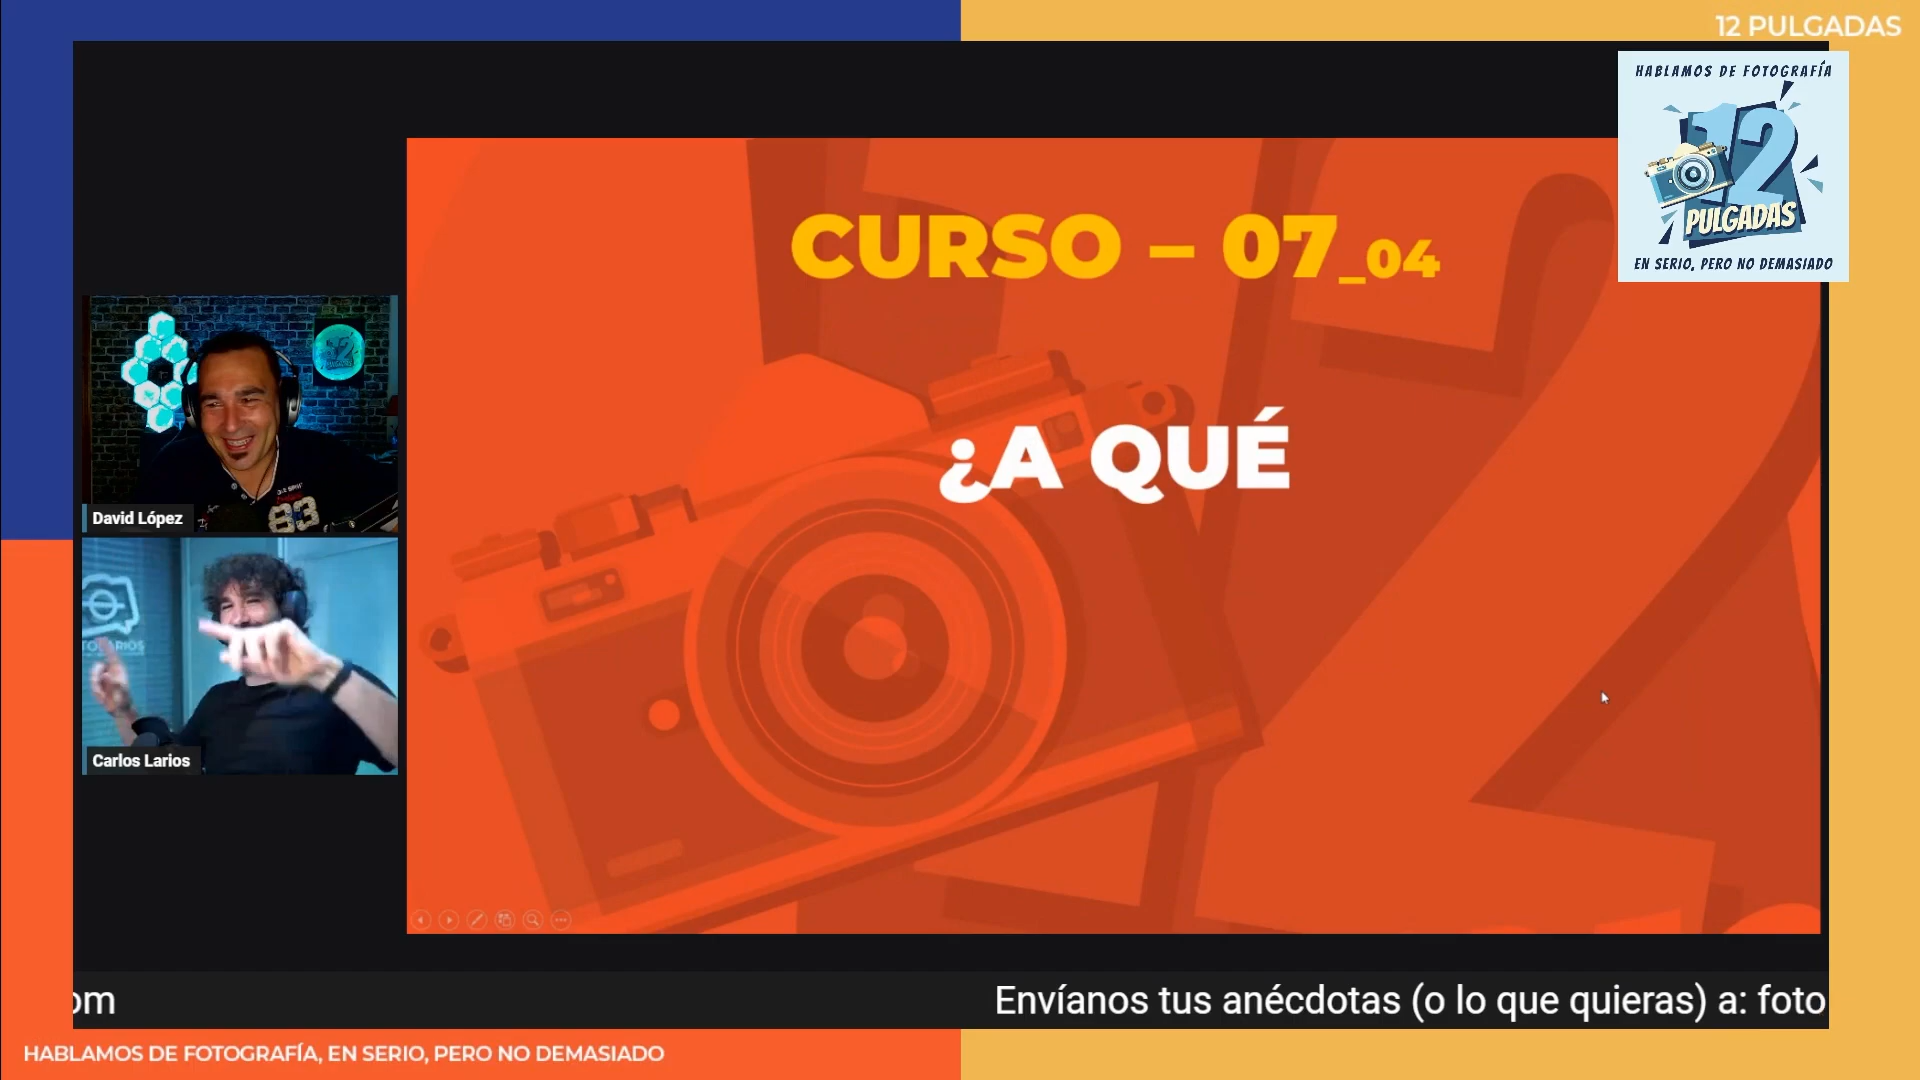 12 PULGADAS
HABLAMOS DE FOTOGRAFÍA
12
PULGADAS
EN SERIO, PERO NO DEMASIADO
CURSO – 07_04
¿A QUÉ
83
David López
Carlos Larios
om
Envíanos tus anécdotas (o lo que quieras) a: foto
HABLAMOS DE FOTOGRAFÍA, EN SERIO, PERO NO DEMASIADO